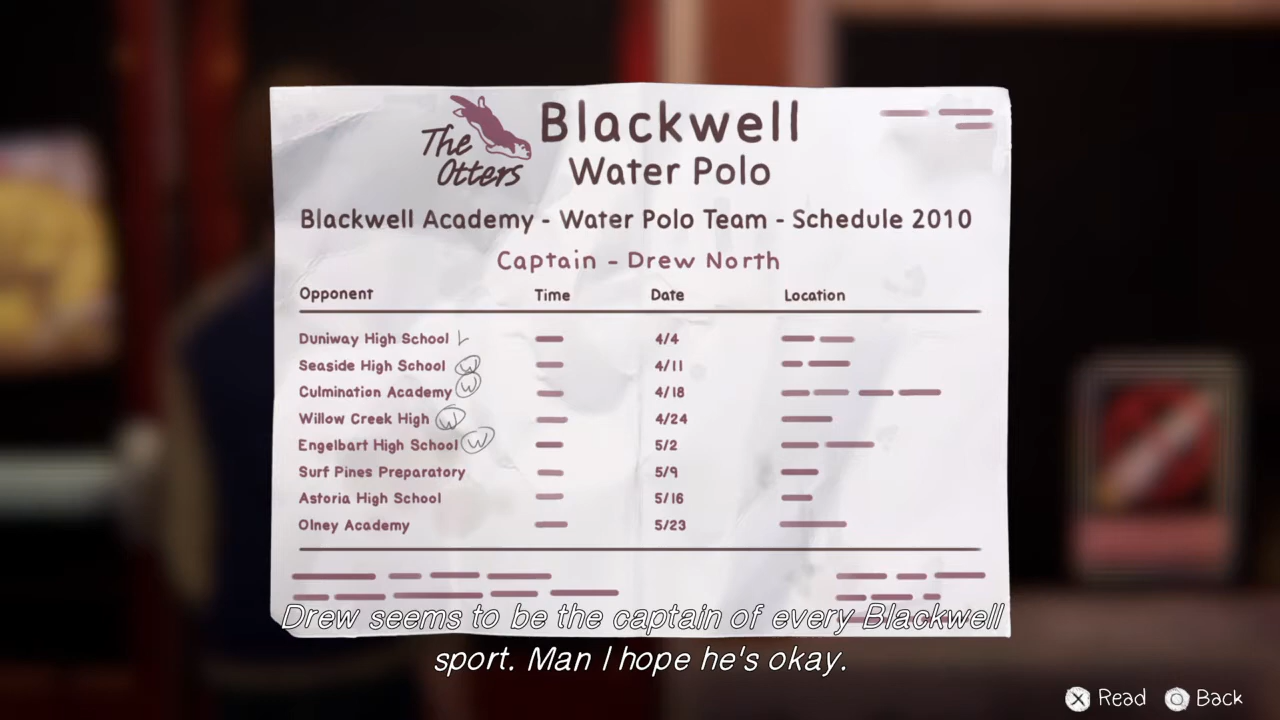 The Otters
Blackwell
Water Polo
Blackwell Academy - Water Polo Team - Schedule 2010
Captain - Drew North
Opponent Time Date Location
Duniway High School L 4/4
Seaside High School W 4/11
Culmination Academy W 4/18
Willow Creek High W 4/24
Engelbart High School W 5/2
Surf Pines Preparatory 5/9
Astoria High School 5/16
Olney Academy 5/23
Drew seems to be the captain of every Blackwell
sport. Man I hope he's okay.
X Read O Back